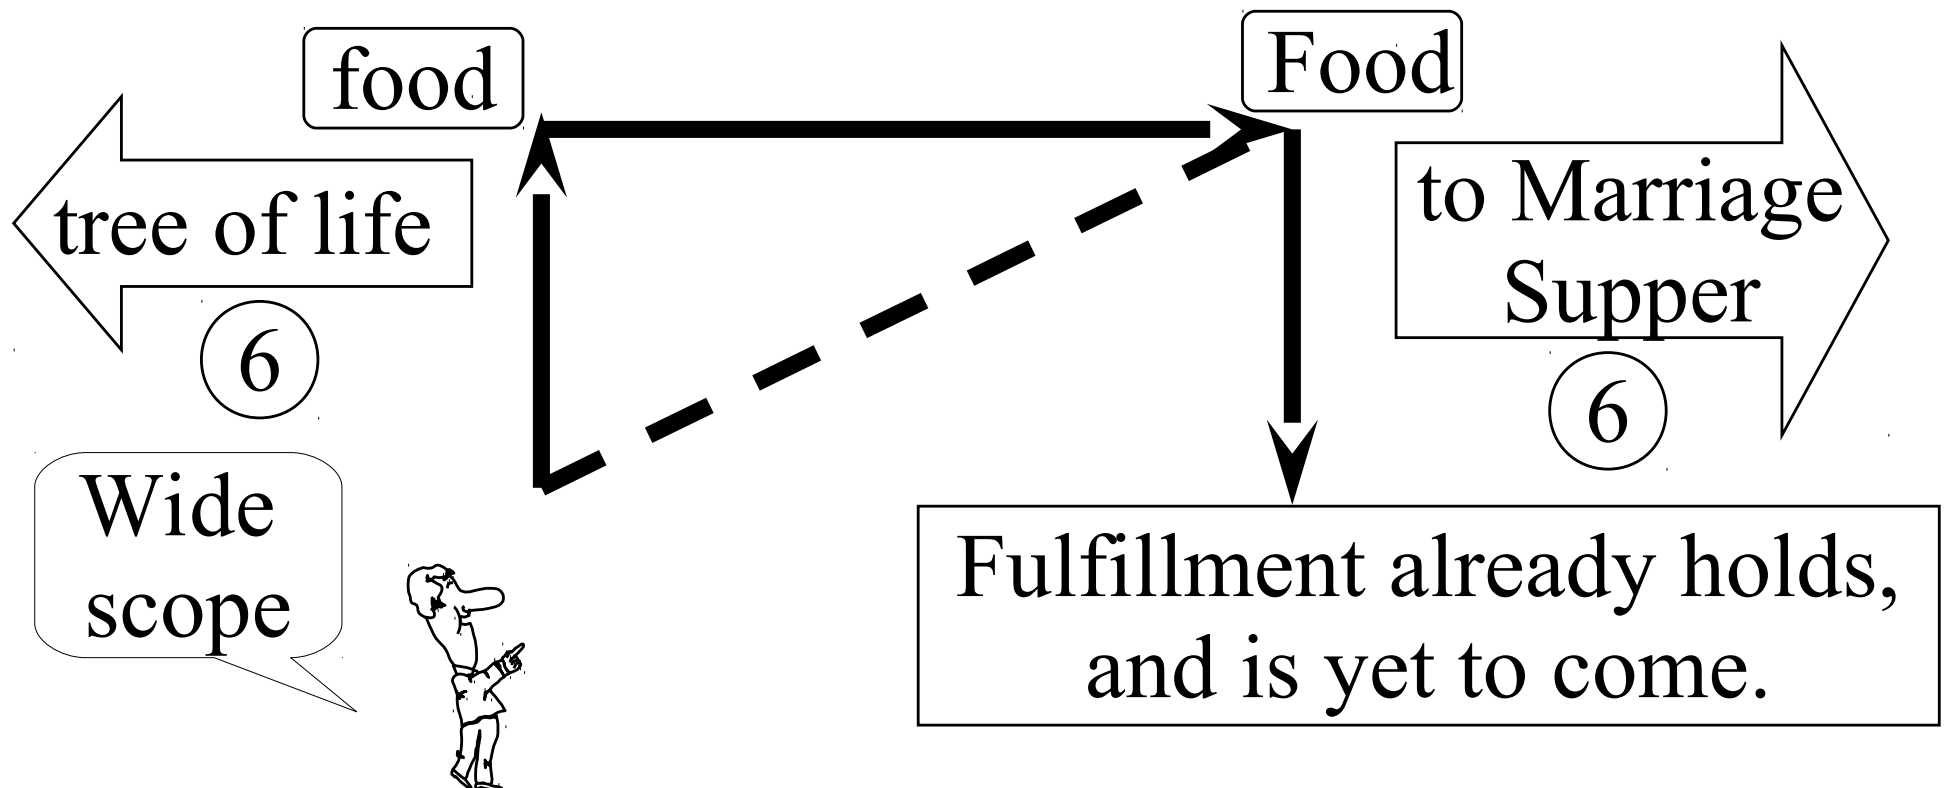 food
Food
tree of life
to Marriage
Supper
6
6
Wide
scope
Fulfillment already holds,
and is yet to come.